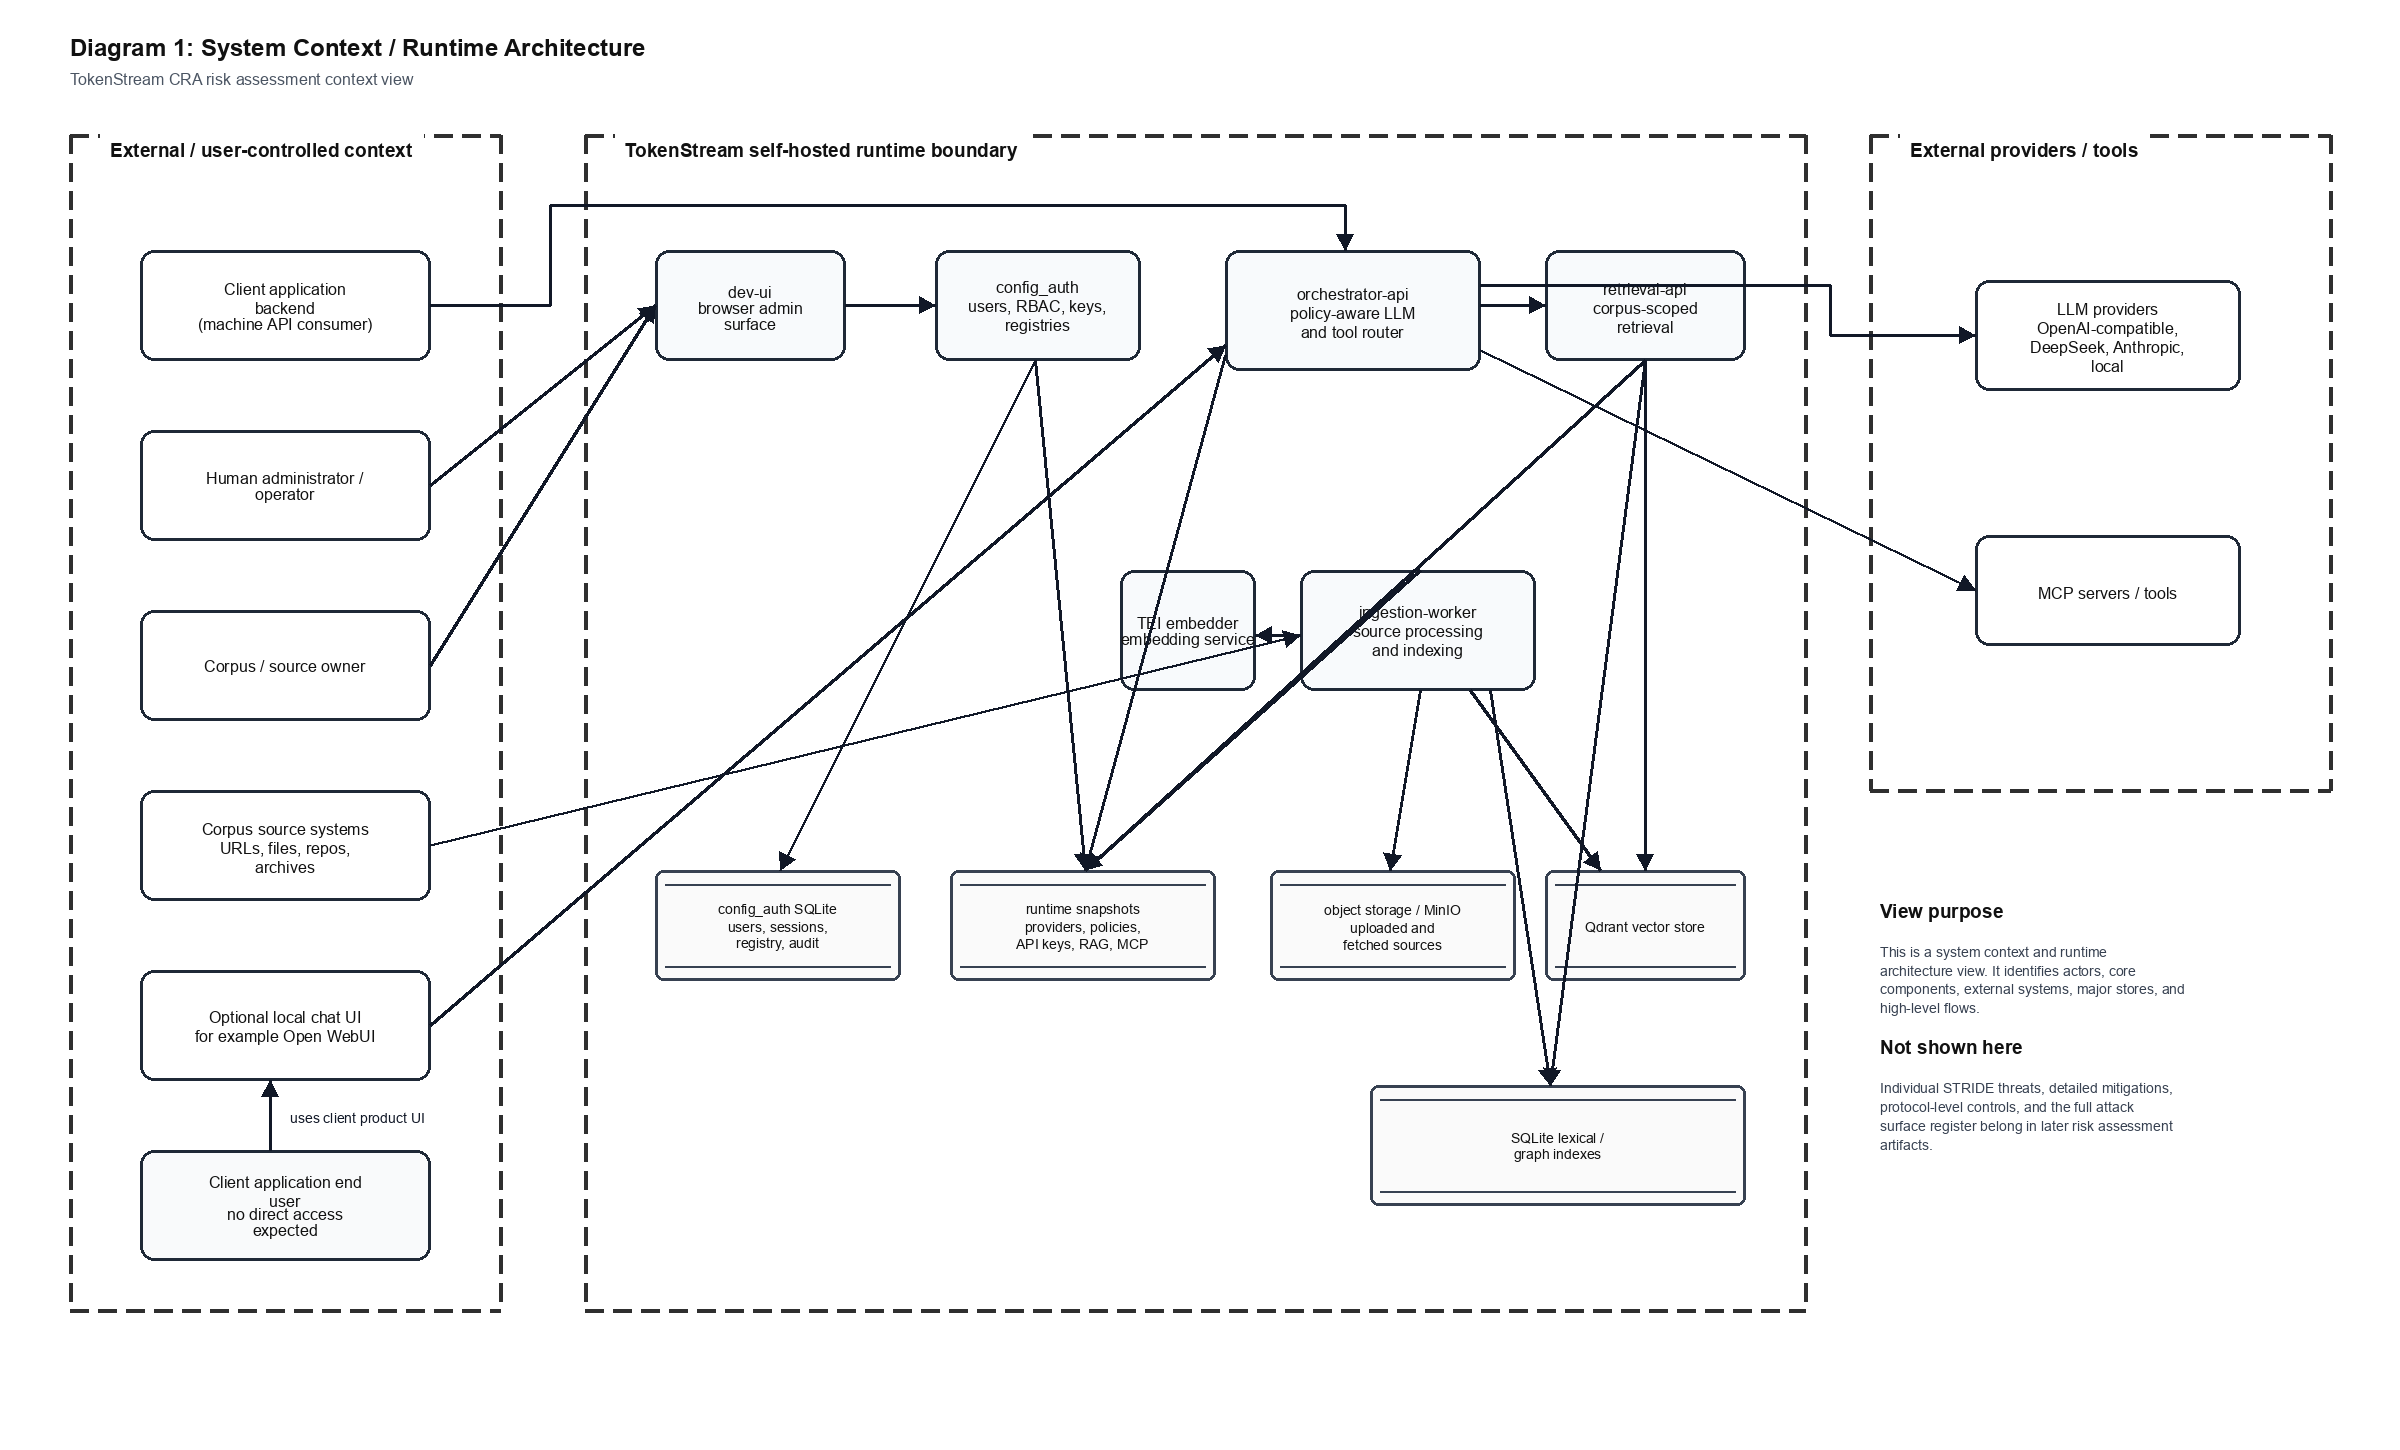 Diagram 1: System Context / Runtime Architecture
TokenStream CRA risk assessment context view
External / user-controlled context
Client application
backend
(machine API consumer)
Human administrator /
operator
Corpus / source owner
Corpus source systems
URLs, files, repos,
archives
Optional local chat UI
for example Open WebUI
uses client product UI
Client application end
user
no direct access
expected
TokenStream self-hosted runtime boundary
dev-ui
browser admin
surface
config_auth
users, RBAC, keys,
registries
orchestrator-api
policy-aware LLM
and tool router
retrieval-api
corpus-scoped
retrieval
TEI embedder
embedding service
ingestion-worker
source processing
and indexing
config_auth SQLite
users, sessions,
registry, audit
runtime snapshots
providers, policies,
API keys, RAG, MCP
object storage / MinIO
uploaded and
fetched sources
Qdrant vector store
SQLite lexical /
graph indexes
External providers / tools
LLM providers
OpenAI-compatible,
DeepSeek, Anthropic,
local
MCP servers / tools
View purpose
This is a system context and runtime
architecture view. It identifies actors, core
components, external systems, major stores, and
high-level flows.
Not shown here
Individual STRIDE threats, detailed mitigations,
protocol-level controls, and the full attack
surface register belong in later risk assessment
artifacts.